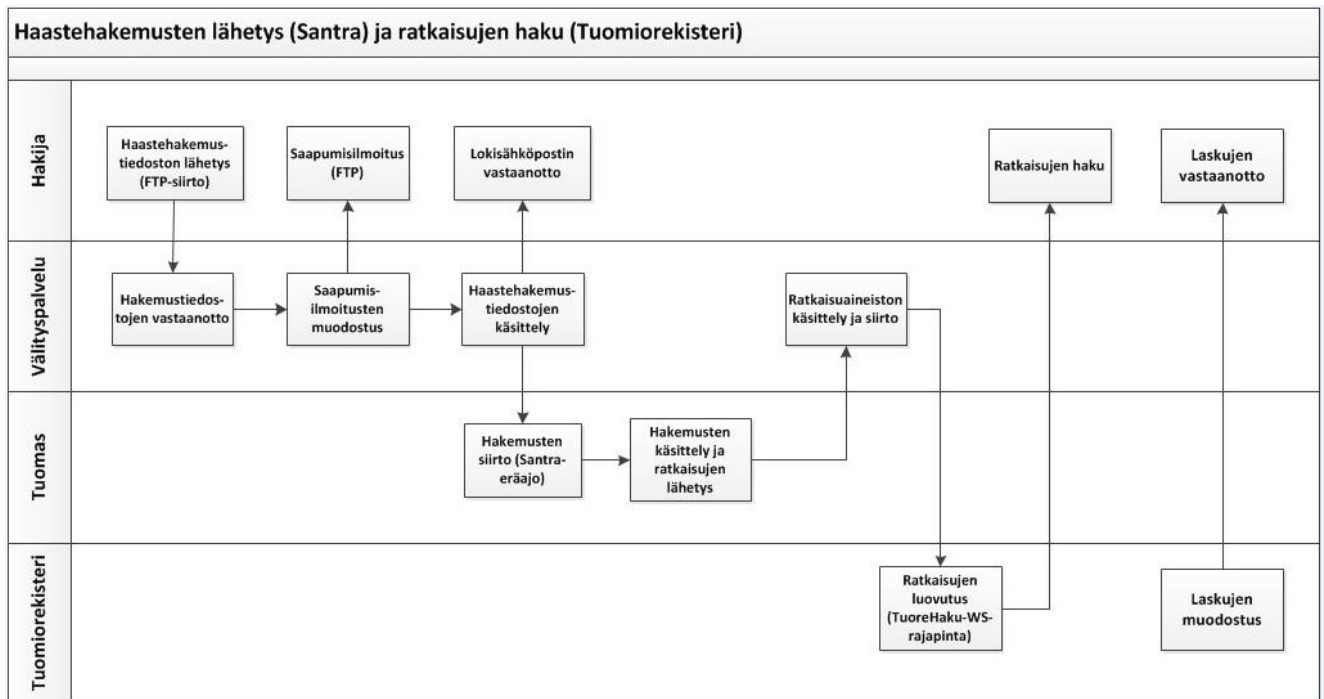 Haastehakemusten lähetys (Santra) ja ratkaisujen haku (Tuomiorekisteri)
Hakija
Haastehakemus-
tiedoston lähetys
(FTP-siirto)
Saapumisilmoitus
(FTP)
Lokisähköpostin
vastaanotto
Ratkaisujen haku
Laskujen
vastaanotto
Välityspalvelu
Hakemustiedos-
tojen vastaanotto
Saapumis-
ilmoitusten
muodostus
Haastehakemus-
tiedostojen
käsittely
Ratkaisuaineiston
käsittely ja siirto
Tuomas
Hakemusten
siirto (Santra-
eräajo)
Hakemusten
käsittely ja
ratkaisujen
lähetys
Tuomiorekisteri
Ratkaisujen
luovutus
(TuoreHaku-WS-
rajapinta)
Laskujen
muodostus